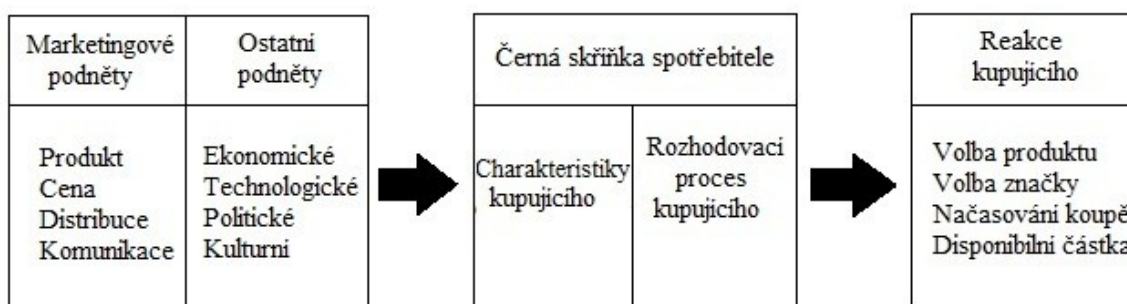 Marketingové
podněty
Ostatní
podněty
Produkt
Cena
Distribuce
Komunikace
Ekonomické
Technologické
Politické
Kulturní
Černá skříňka spotřebitele
Charakteristiky
kupujícího
Rozhodovací
proces
kupujícího
Reakce
kupujícího
Volba produktu
Volba značky
Načasování koupě
Disponibilní částka